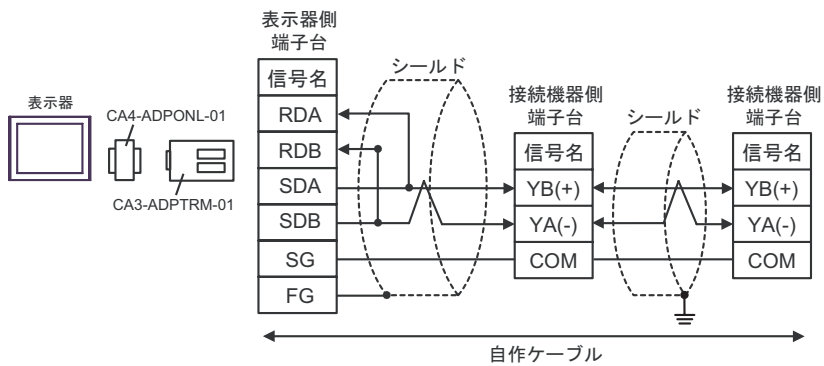 表示器
CA4-ADPONL-01
CA3-ADPTRM-01
表示器側
端子台
信号名
RDA
RDB
SDA
SDB
SG
FG
シールド
接続機器側
端子台
信号名
YB(+)
YA(-)
COM
シールド
接続機器側
端子台
信号名
YB(+)
YA(-)
COM
自作ケーブル